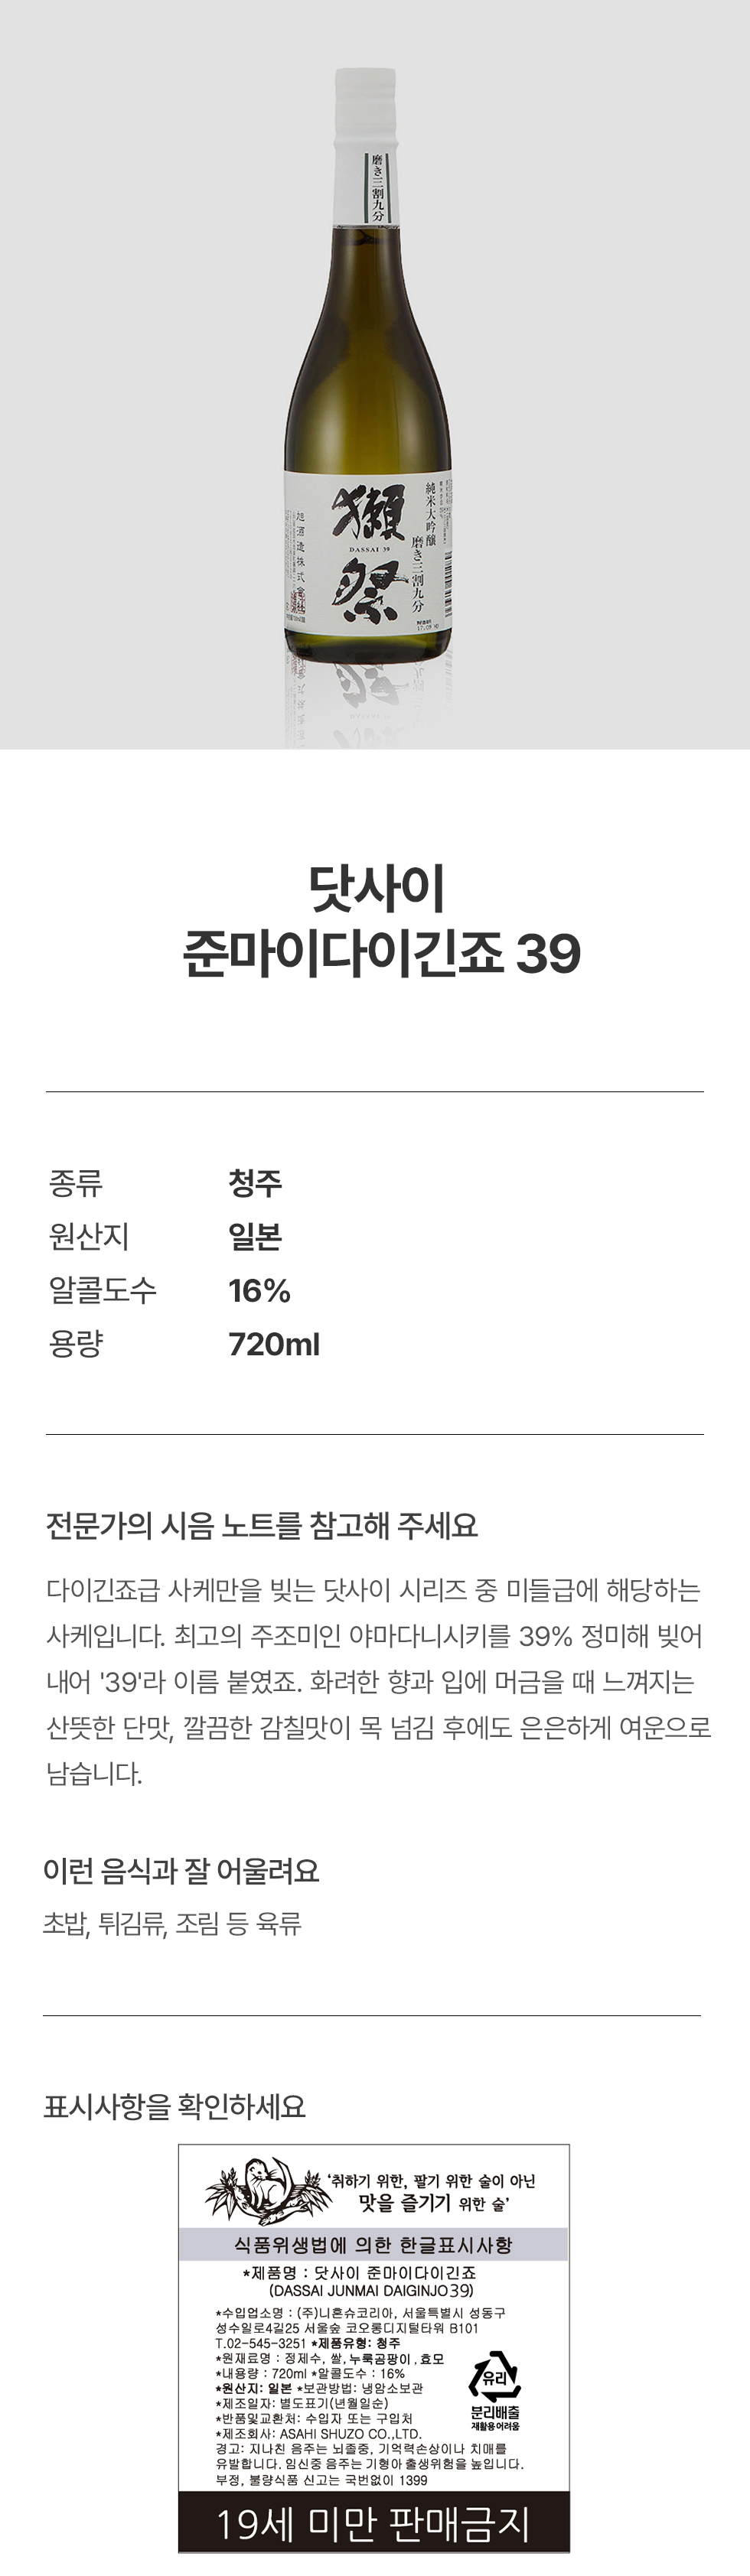 磨き三割九分
獺祭
DASSAI 39
純米大吟醸
磨き三割九分
旭酒造株式会社
닷사이
준마이다이긴죠 39
종류 청주
원산지 일본
알콜도수 16%
용량 720ml
전문가의 시음 노트를 참고해 주세요
다이긴죠급 사케만을 빚는 닷사이 시리즈 중 미들급에 해당하는
사케입니다. 최고의 주조미인 야마다니시키를 39% 정미해 빚어
내어 '39'라 이름 붙였죠. 화려한 향과 입에 머금을 때 느껴지는
산뜻한 단맛, 깔끔한 감칠맛이 목 넘김 후에도 은은하게 여운으로
남습니다.
이런 음식과 잘 어울려요
초밥, 튀김류, 조림 등 육류
표시사항을 확인하세요
‘취하기 위한, 팔기 위한 술이 아닌
맛을 즐기기 위한 술’
식품위생법에 의한 한글표시사항
*제품명 : 닷사이 준마이다이긴죠
(DASSAI JUNMAI DAIGINJO39)
*수입업소명 : (주)니혼슈코리아, 서울특별시 성동구
성수일로4길25 서울숲 코오롱디지털타워 B101
T.02-545-3251 *제품유형: 청주
*원재료명 : 정제수, 쌀, 누룩곰팡이 , 효모
*내용량 : 720ml *알콜도수 : 16%
*원산지: 일본 *보관방법: 냉암소보관
*제조일자: 별도표기(년월일순)
*반품및교환처: 수입자 또는 구입처
*제조회사: ASAHI SHUZO CO.,LTD.
경고: 지나친 음주는 뇌졸중, 기억력손상이나 치매를
유발합니다. 임신중 음주는 기형아 출생위험을 높입니다.
부정, 불량식품 신고는 국번없이 1399
유리
분리배출
재활용어려움
19세 미만 판매금지